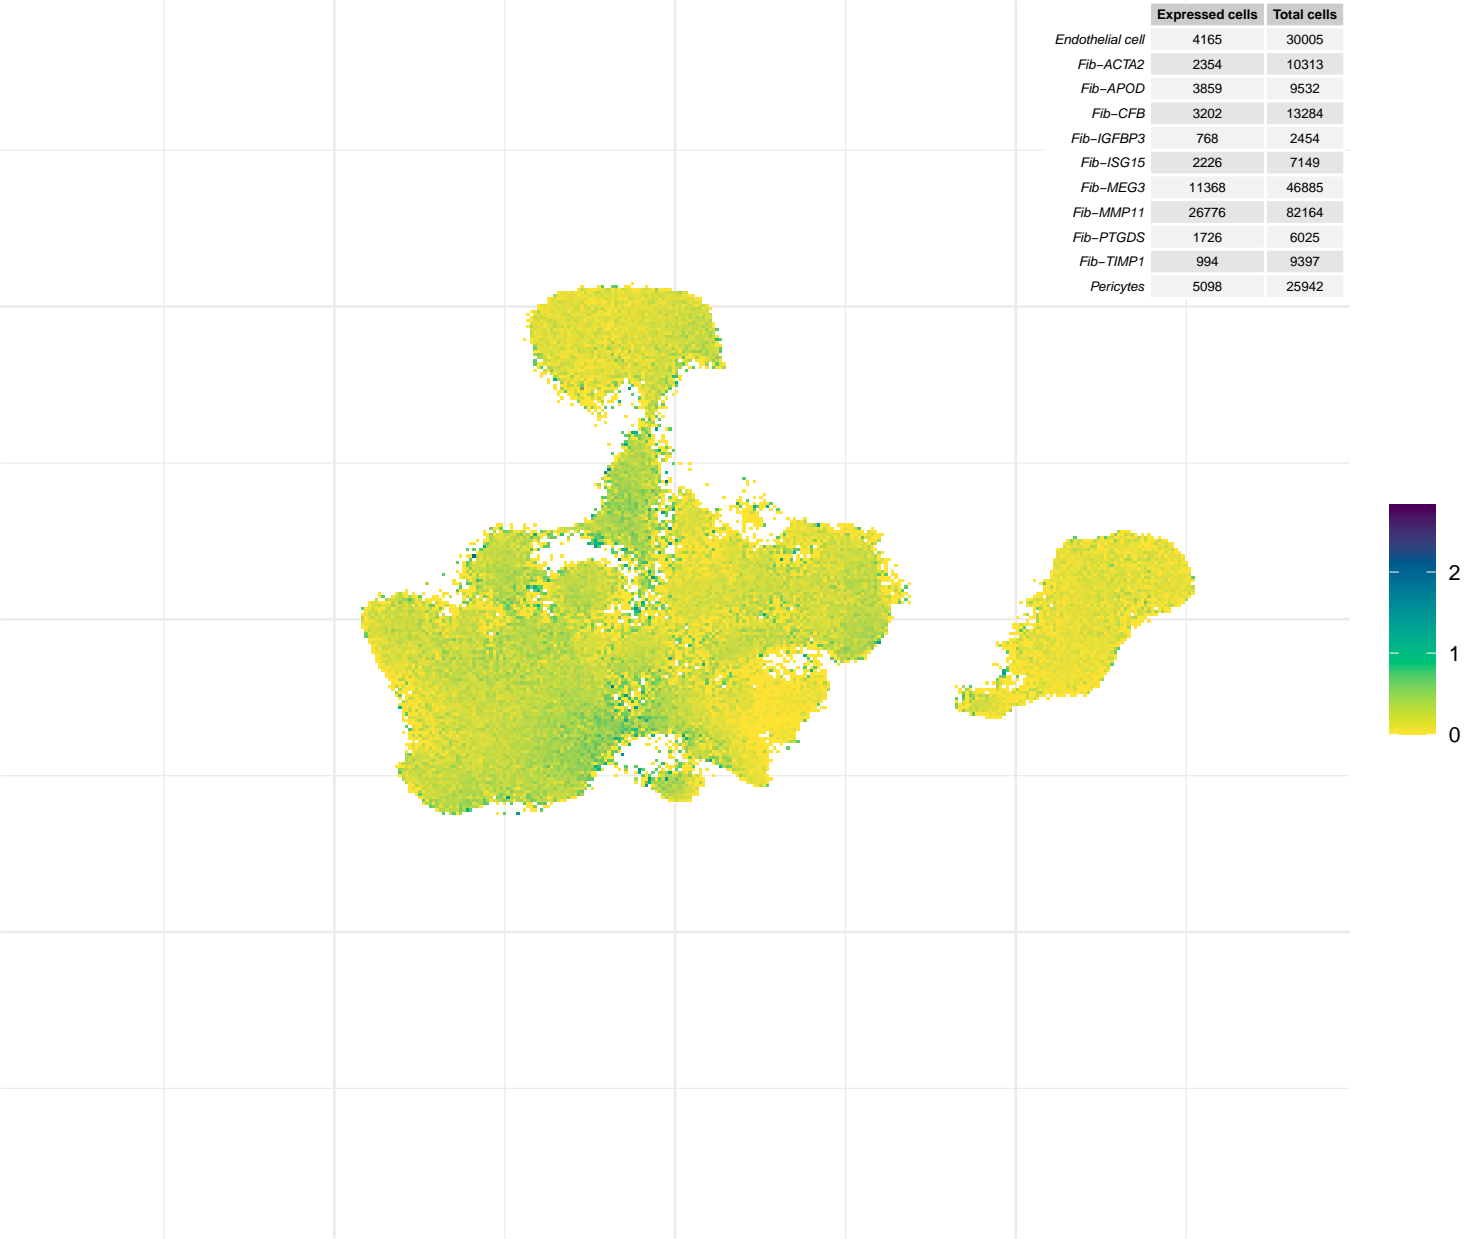 Expressed cells Total cells
Endothelial cell 4165 30005
Fib−ACTA2 2354 10313
Fib−APOD 3859 9532
Fib−CFB 3202 13284
Fib−IGFBP3 768 2454
Fib−ISG15 2226 7149
Fib−MEG3 11368 46885
Fib−MMP11 26776 82164
Fib−PTGDS 1726 6025
Fib−TIMP1 994 9397
Pericytes 5098 25942
2
1
0